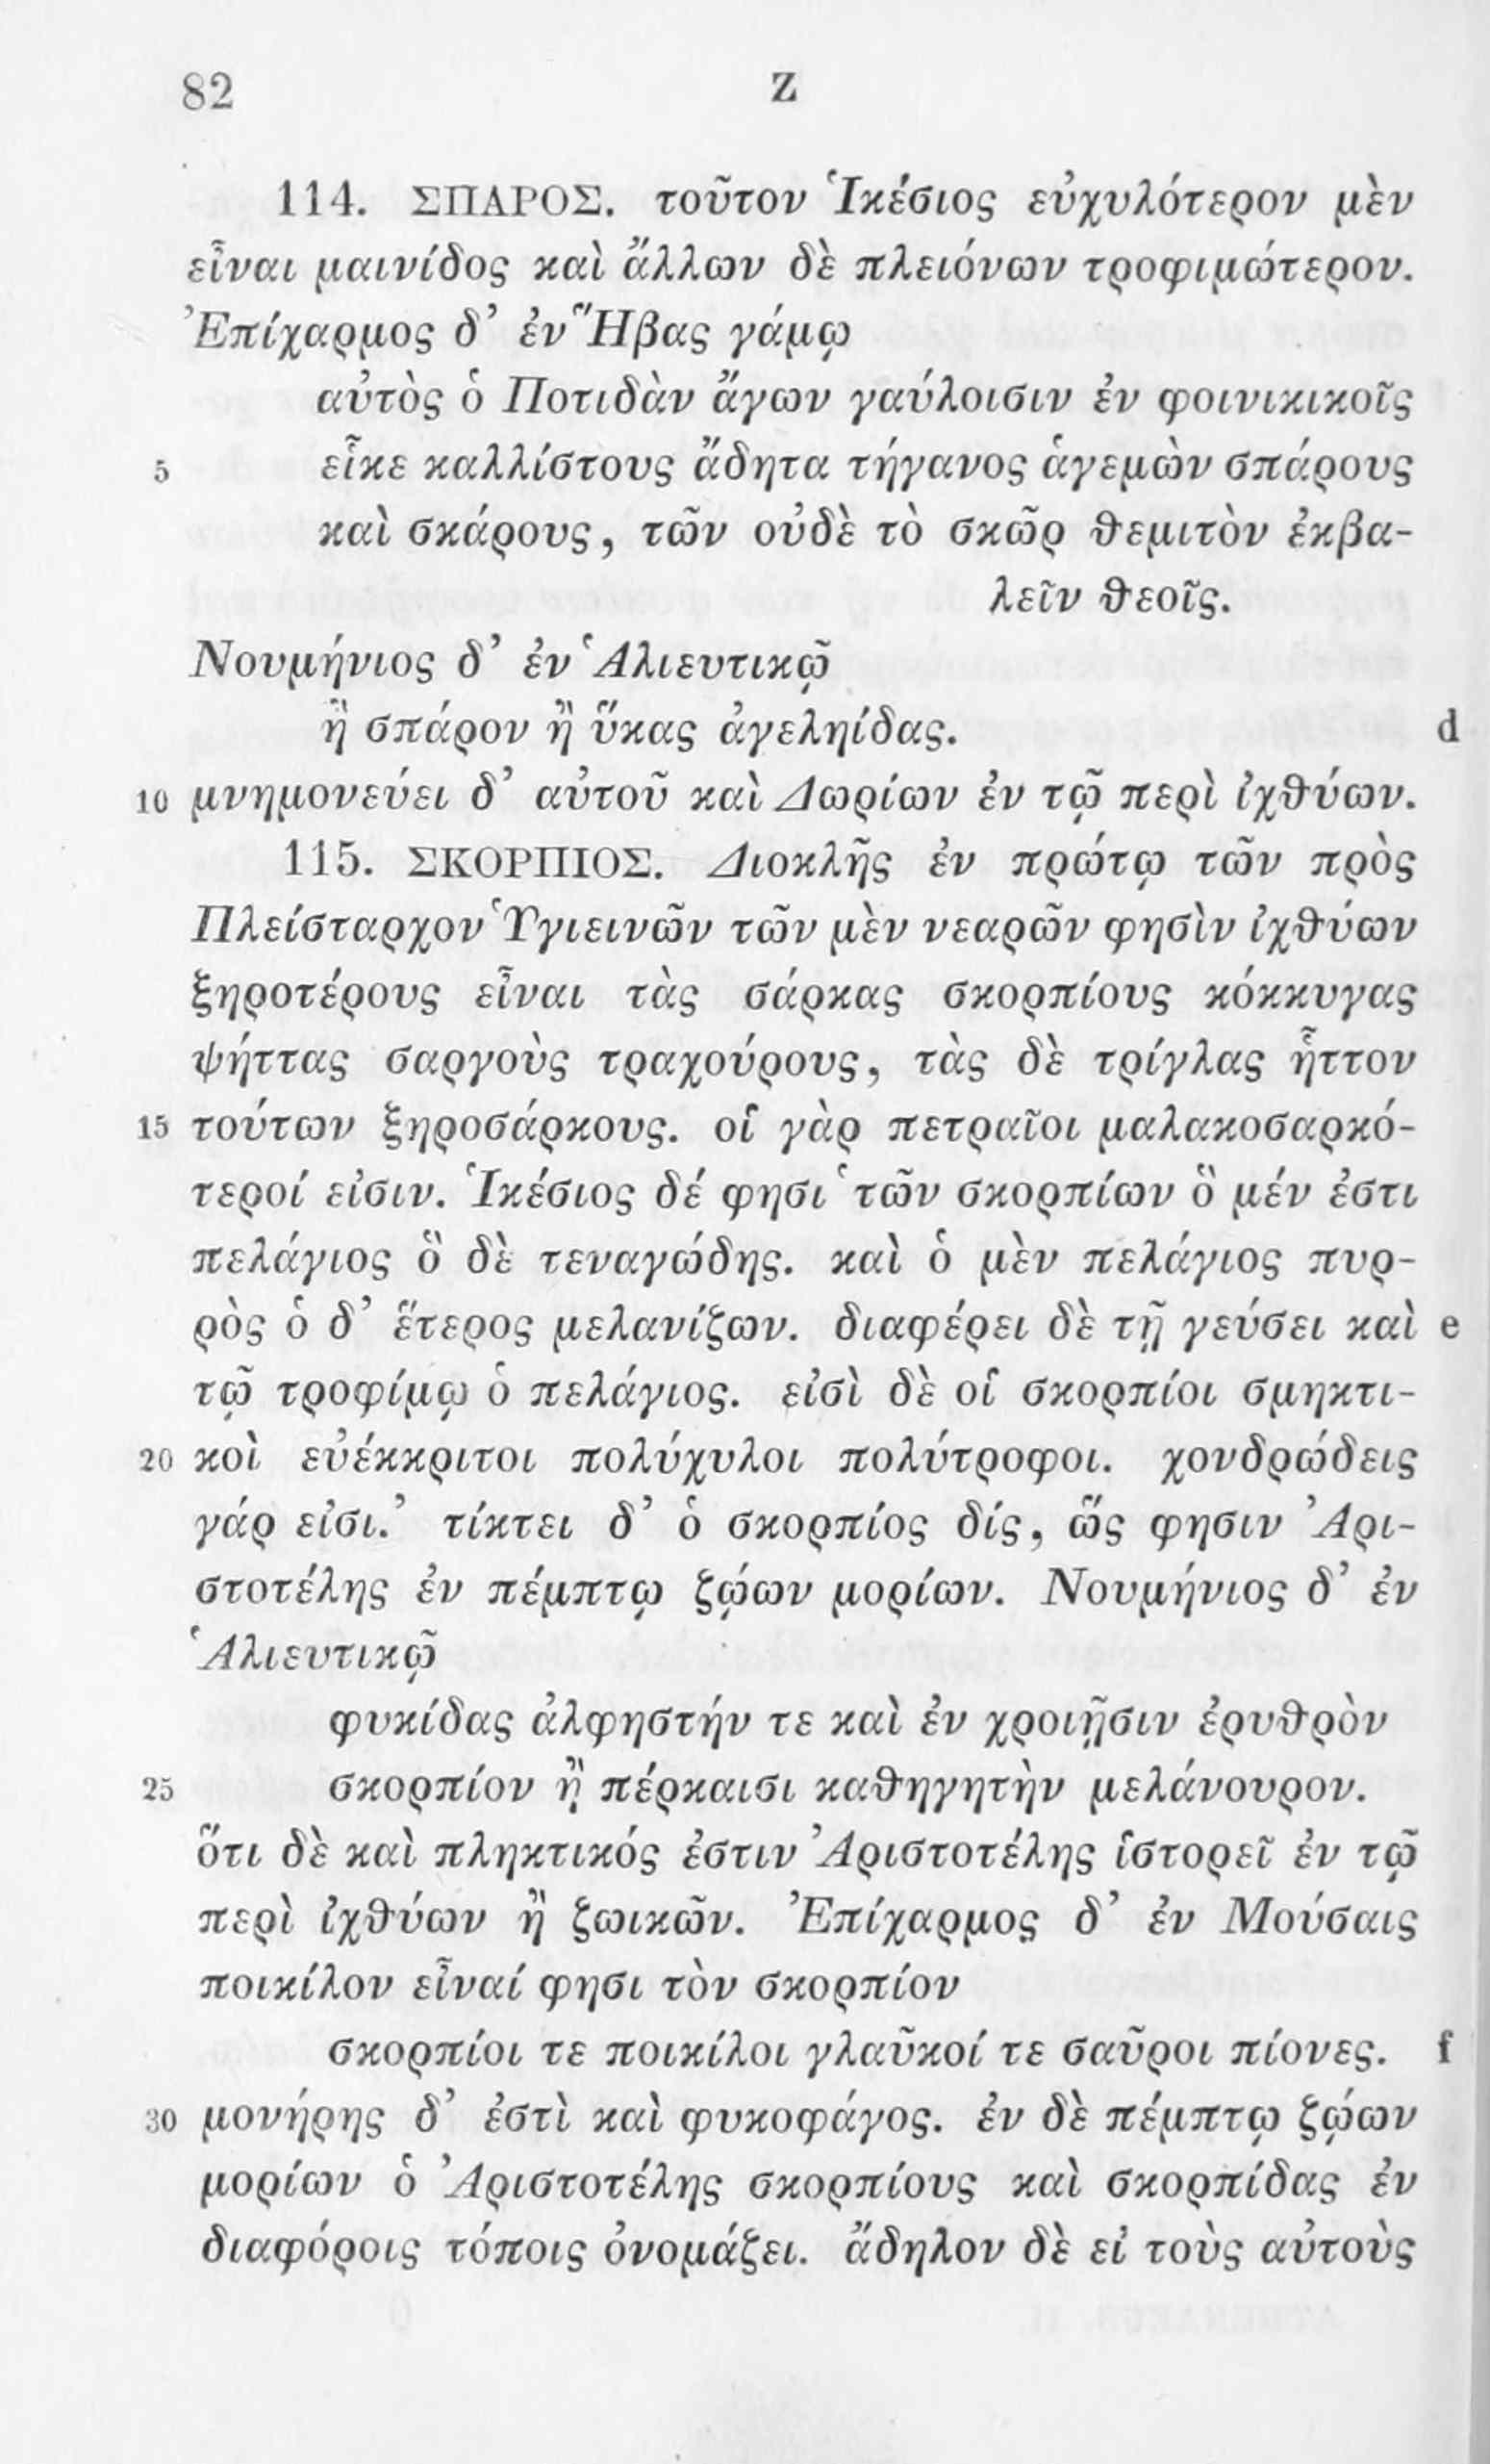 82 Z
114. ΣΠΑΡΟΣ. τοῦτον Ἱκέσιος εὐχυλότερον μὲν
εἶναι μαινίδος καὶ ἄλλων δὲ πλειόνων τροφιμώτερον.
Ἐπίχαρμος δ’ ἐν Ἥβας γάμῳ
αὐτὸς ὁ Ποτιδὰν ἄγων γαύλοισιν ἐν φοινικικοῖς
5 εἶκε καλλίστους ἄδητα τήγανος ἁγεμὼν σπάρους
καὶ σκάρους, τῶν οὐδὲ τὸ σκῶρ θεμιτὸν ἐκβα-
λεῖν θεοῖς.
Νουμήνιος δ’ ἐν Ἁλιευτικῷ
ἢ σπάρον ἢ ὕκας ἀγεληίδας. d
10 μνημονεύει δ’ αὐτοῦ καὶ Δωρίων ἐν τῷ περὶ ἰχθύων.
115. ΣΚΟΡΠΙΟΣ. Διοκλῆς ἐν πρώτῳ τῶν πρὸς
Πλείσταρχον Ὑγιεινῶν τῶν μὲν νεαρῶν φησὶν ἰχθύων
ξηροτέρους εἶναι τὰς σάρκας σκορπίους κόκκυγας
ψήττας σαργοὺς τραχούρους, τὰς δὲ τρίγλας ἧττον
15 τούτων ξηροσάρκους. οἱ γὰρ πετραῖοι μαλακοσαρκό-
τεροί εἰσιν. Ἱκέσιος δέ φησι ‘τῶν σκορπίων ὃ μέν ἐστι
πελάγιος ὃ δὲ τεναγώδης. καὶ ὁ μὲν πελάγιος πυρ-
ρὸς ὁ δ’ ἕτερος μελανίζων. διαφέρει δὲ τῇ γεύσει καὶ e
τῷ τροφίμῳ ὁ πελάγιος. εἰσὶ δὲ οἱ σκορπίοι σμηκτι-
20 κοὶ εὐέκκριτοι πολύχυλοι πολύτροφοι. χονδρώδεις
γάρ εἰσι.’ τίκτει δ’ ὁ σκορπίος δίς, ὥς φησιν Ἀρι-
στοτέλης ἐν πέμπτῳ ζῴων μορίων. Νουμήνιος δ’ ἐν
Ἁλιευτικῷ
φυκίδας ἀλφηστήν τε καὶ ἐν χροιῇσιν ἐρυθρὸν
25 σκορπίον ἢ πέρκαισι καθηγητὴν μελάνουρον.
ὅτι δὲ καὶ πληκτικός ἐστιν Ἀριστοτέλης ἱστορεῖ ἐν τῷ
περὶ ἰχθύων ἢ ζωικῶν. Ἐπίχαρμος δ’ ἐν Μούσαις
ποικίλον εἶναί φησι τὸν σκορπίον
σκορπίοι τε ποικίλοι γλαῦκοί τε σαῦροι πίονες. f
30 μονήρης δ’ ἐστὶ καὶ φυκοφάγος. ἐν δὲ πέμπτῳ ζῴων
μορίων ὁ Ἀριστοτέλης σκορπίους καὶ σκορπίδας ἐν
διαφόροις τόποις ὀνομάζει. ἄδηλον δὲ εἰ τοὺς αὐτοὺς